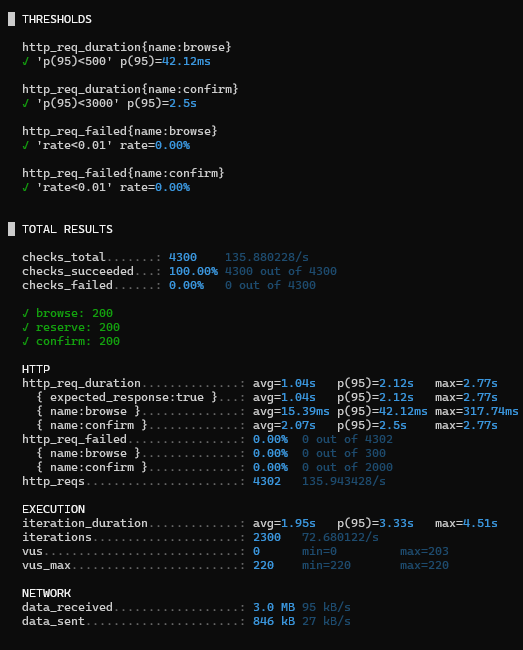 THRESHOLDS
http_req_duration{name:browse}
✓ 'p(95)<500' p(95)=42.12ms
http_req_duration{name:confirm}
✓ 'p(95)<3000' p(95)=2.5s
http_req_failed{name:browse}
✓ 'rate<0.01' rate=0.00%
http_req_failed{name:confirm}
✓ 'rate<0.01' rate=0.00%
TOTAL RESULTS
checks_total.......: 4300    135.880228/s
checks_succeeded...: 100.00% 4300 out of 4300
checks_failed......: 0.00%   0 out of 4300
✓ browse: 200
✓ reserve: 200
✓ confirm: 200
HTTP
http_req_duration..............: avg=1.04s   p(95)=2.12s   max=2.77s
{ expected_response:true }...: avg=1.04s   p(95)=2.12s   max=2.77s
{ name:browse }..............: avg=15.39ms p(95)=42.12ms max=317.74ms
{ name:confirm }.............: avg=2.07s   p(95)=2.5s    max=2.77s
http_req_failed................: 0.00%  0 out of 4302
{ name:browse }..............: 0.00%  0 out of 300
{ name:confirm }.............: 0.00%  0 out of 2000
http_reqs......................: 4302   135.943428/s
EXECUTION
iteration_duration.............: avg=1.95s   p(95)=3.33s   max=4.51s
iterations.....................: 2300   72.680122/s
vus............................: 0      min=0         max=203
vus_max........................: 220    min=220       max=220
NETWORK
data_received..................: 3.0 MB 95 kB/s
data_sent......................: 846 kB 27 kB/s